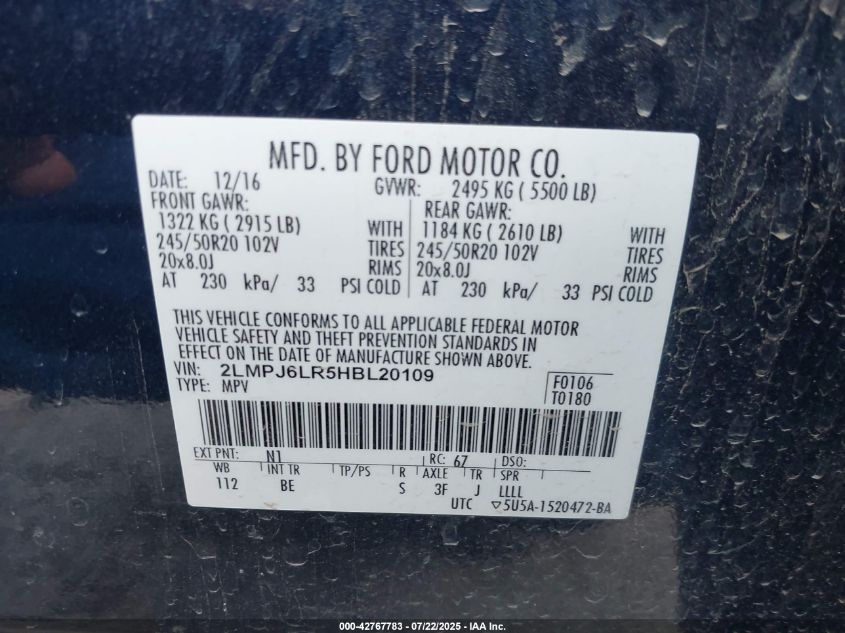 MFD. BY FORD MOTOR CO.
DATE: 12/16 GVWR: 2495 KG ( 5500 LB)
FRONT GAWR: REAR GAWR:
1322 KG ( 2915 LB) WITH 1184 KG ( 2610 LB) WITH
245/50R20 102V TIRES 245/50R20 102V TIRES
20x8.0J RIMS 20x8.0J RIMS
AT 230 kPa/ 33 PSI COLD AT 230 kPa/ 33 PSI COLD
THIS VEHICLE CONFORMS TO ALL APPLICABLE FEDERAL MOTOR
VEHICLE SAFETY AND THEFT PREVENTION STANDARDS IN
EFFECT ON THE DATE OF MANUFACTURE SHOWN ABOVE.
VIN: 2LMPJ6LR5HBL20109 F0106
TYPE: MPV T0180
EXT PNT: N1 RC: 67 DSO:
WB INT TR TP/PS R AXLE TR SPR
112 BE S 3F J LLLL
UTC ▽5U5A-1520472-BA
000-42767783 - 07/22/2025 - IAA Inc.